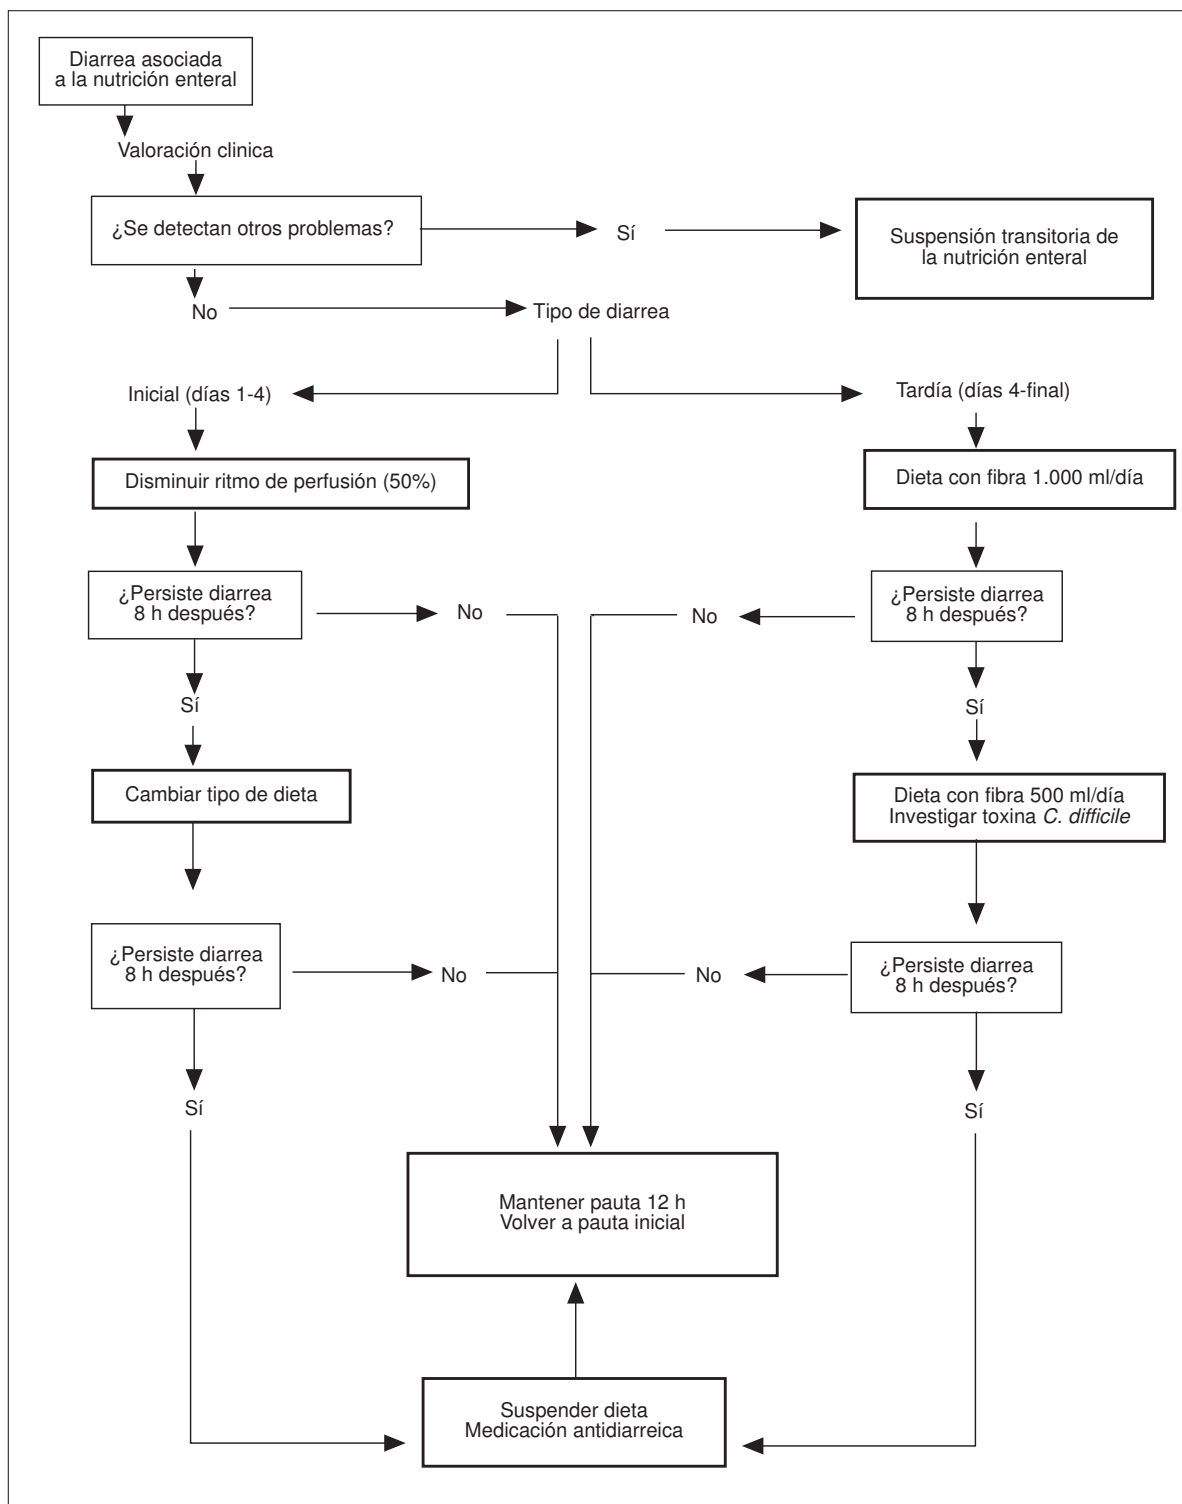 Diarrea asociada
a la nutrición enteral
Valoración clinica
¿Se detectan otros problemas?
Sí
Suspensión transitoria de
la nutrición enteral
No
Tipo de diarrea
Inicial (días 1-4)
Tardía (días 4-final)
Disminuir ritmo de perfusión (50%)
Dieta con fibra 1.000 ml/día
¿Persiste diarrea
8 h después?
No
No
¿Persiste diarrea
8 h después?
Sí
Sí
Cambiar tipo de dieta
Dieta con fibra 500 ml/día
Investigar toxina C. difficile
¿Persiste diarrea
8 h después?
No
No
¿Persiste diarrea
8 h después?
Sí
Sí
Mantener pauta 12 h
Volver a pauta inicial
Suspender dieta
Medicación antidiarreica